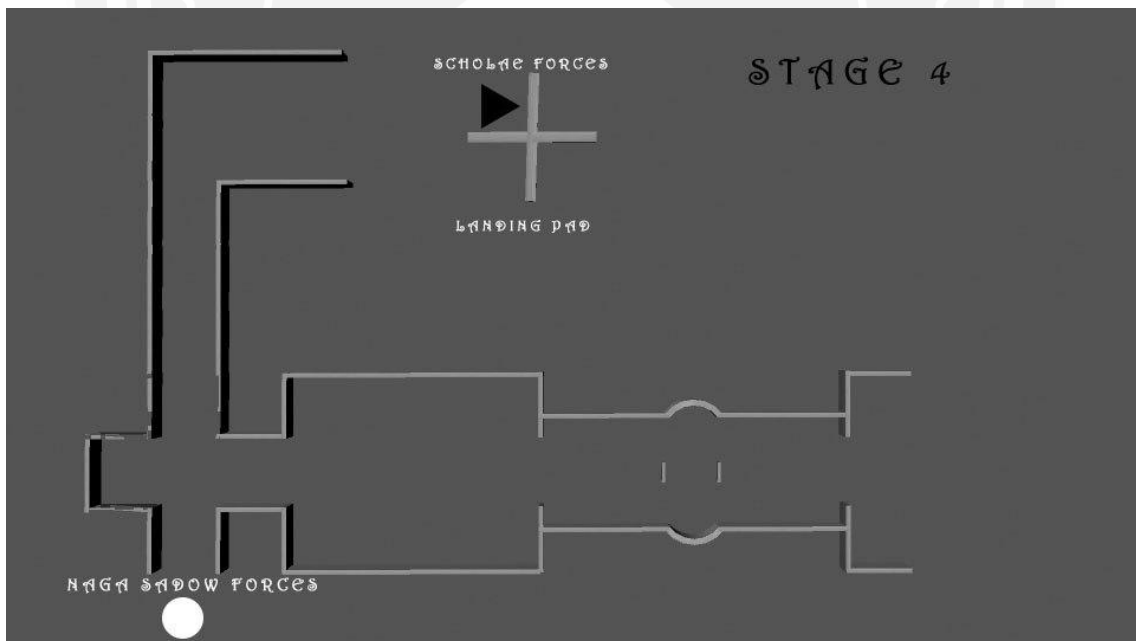 SCHOLAE FORCES
STAGE 4
LANDING PAD
NAGA SADOW FORCES